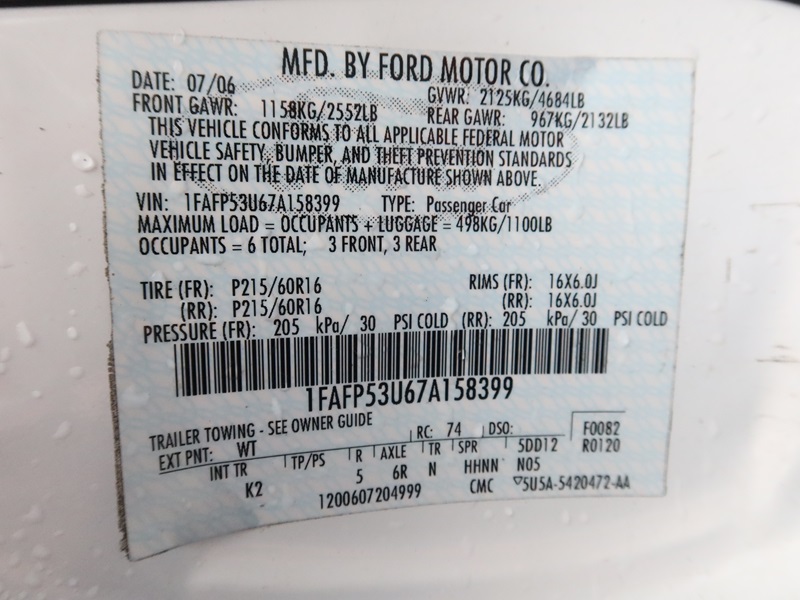 MFD. BY FORD MOTOR CO.
DATE: 07/06 GVWR: 2125KG/4684LB
FRONT GAWR: 1158KG/2552LB REAR GAWR: 967KG/2132LB
THIS VEHICLE CONFORMS TO ALL APPLICABLE FEDERAL MOTOR
VEHICLE SAFETY, BUMPER, AND THEFT PREVENTION STANDARDS
IN EFFECT ON THE DATE OF MANUFACTURE SHOWN ABOVE.
VIN: 1FAFP53U67A158399 TYPE: Passenger Car
MAXIMUM LOAD = OCCUPANTS + LUGGAGE = 498KG/1100LB
OCCUPANTS = 6 TOTAL; 3 FRONT, 3 REAR
TIRE (FR): P215/60R16 RIMS (FR): 16X6.0J
(RR): P215/60R16 (RR): 16X6.0J
PRESSURE (FR): 205 kPa/ 30 PSI COLD (RR): 205 kPa/ 30 PSI COLD
1FAFP53U67A158399
TRAILER TOWING - SEE OWNER GUIDE RC: 74 DSO: F0082
EXT PNT: WT R AXLE TR SPR 5DD12 R0120
INT TR TP/PS 5 6R N HHNN N05
K2 1200607204999 CMC 5U5A-5420472-AA